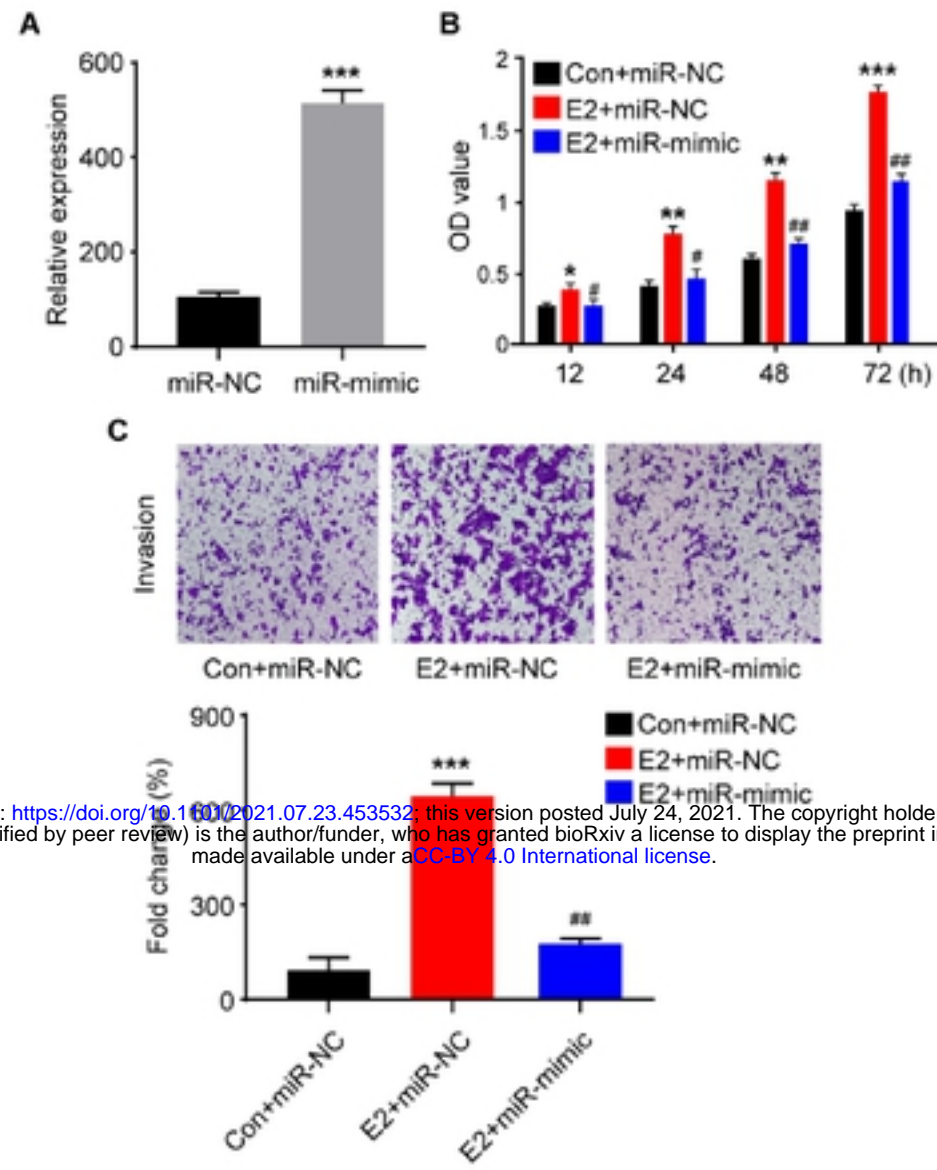 A
600
400
200
0
Relative expression
***
miR-NC
miR-mimic
B
2
1.5
1
0.5
0
OD value
Con+miR-NC
E2+miR-NC
E2+miR-mimic
*
#
**
#
**
##
***
##
12
24
48
72 (h)
C
Invasion
Con+miR-NC
E2+miR-NC
E2+miR-mimic
900
600
300
0
Fold change (%)
***
##
Con+miR-NC
E2+miR-NC
E2+miR-mimic
: https://doi.org/10.1101/2021.07.23.453532; this version posted July 24, 2021. The copyright holde
ified by peer review) is the author/funder, who has granted bioRxiv a license to display the preprint i
made available under aCC-BY 4.0 International license.
Con+miR-NC
E2+miR-NC
E2+miR-mimic